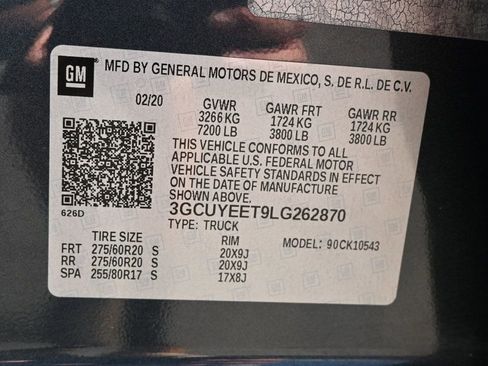 GM
MFD BY GENERAL MOTORS DE MEXICO, S. DE R.L. DE C.V.
02/20 GVWR GAWR FRT GAWR RR
3266 KG 1724 KG 1724 KG
7200 LB 3800 LB 3800 LB
THIS VEHICLE CONFORMS TO ALL
APPLICABLE U.S. FEDERAL MOTOR
VEHICLE SAFETY STANDARDS IN EFFECT
ON THE DATE OF MANUFACTURE SHOWN ABOVE.
626D 3GCUYEET9LG262870
TYPE: TRUCK
TIRE SIZE RIM MODEL: 90CK10543
FRT 275/60R20 S 20X9J
RR 275/60R20 S 20X9J
SPA 255/80R17 S 17X8J